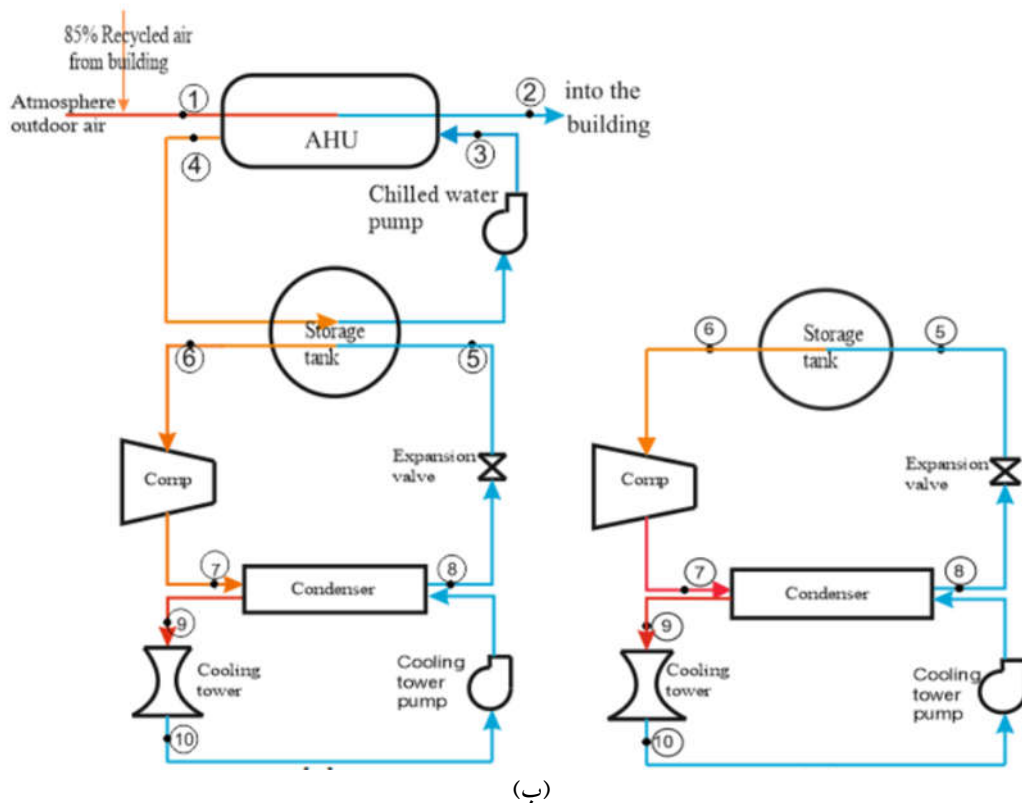 85% Recycled air
from building
Atmosphere
outdoor air
1
2
into the
building
AHU
3
4
Chilled water
pump
Storage
tank
6
5
Comp
Expansion
valve
7
8
Condenser
9
Cooling
tower
Cooling
tower
pump
10
6
5
Storage
tank
Comp
Expansion
valve
7
8
Condenser
9
Cooling
tower
Cooling
tower
pump
10
(ب)